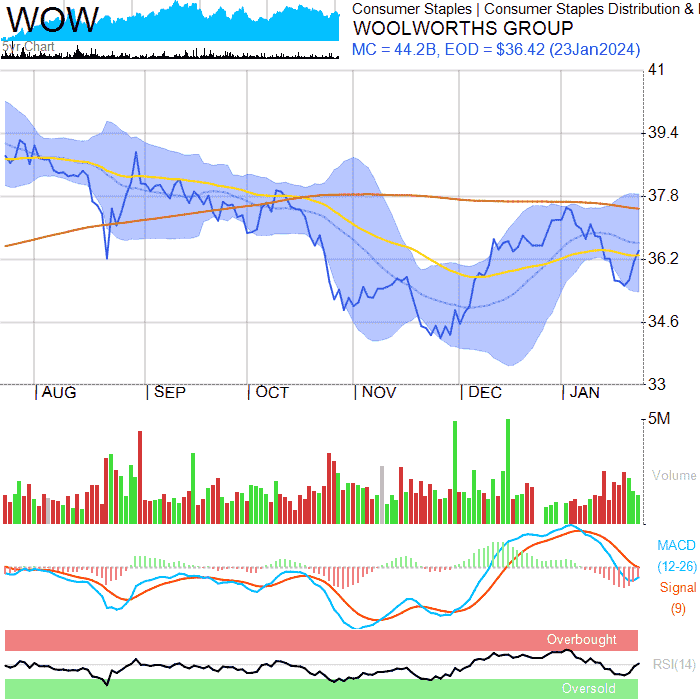 WOW
Consumer Staples | Consumer Staples Distribution &
WOOLWORTHS GROUP
5yr Chart
MC = 44.2B, EOD = $36.42 (23Jan2024)
41
39.4
37.8
36.2
34.6
33
| AUG | SEP | OCT | NOV | DEC | JAN
5M
Volume
MACD
(12-26)
Signal
(9)
Overbought
RSI(14)
Oversold